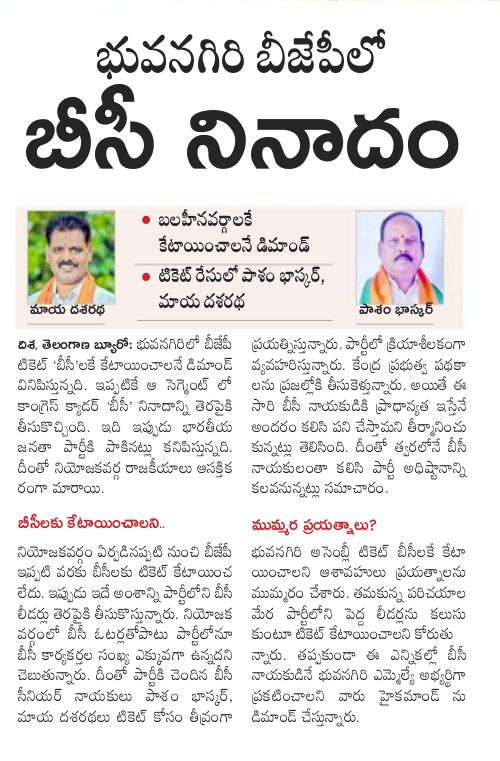 భువనగిరి బీజేపీలో
బీసీ నినాదం
• బలహీనవర్గాలకే
కేటాయించాలనే డిమాండ్
• టికెట్ రేసులో పాశం భాస్కర్,
మాయ దశరథ
మాయ దశరథ
పాశం భాస్కర్
దిశ, తెలంగాణ బ్యూరో: భువనగిరిలో బీజేపీ
టికెట్ ‘బీసీ’లకే కేటాయించాలనే డిమాండ్
వినిపిస్తున్నది. ఇప్పటికే ఆ సెగ్మెంట్ లో
కాంగ్రెస్ క్యాడర్ ‘బీసీ’ నినాదాన్ని తెరపైకి
తీసుకొచ్చింది. ఇది ఇప్పుడు భారతీయ
జనతా పార్టీకి పాకినట్లు కనిపిస్తున్నది.
దీంతో నియోజకవర్గ రాజకీయాలు ఆసక్తిక
రంగా మారాయి.
బీసీలకు కేటాయించాలని..
నియోజకవర్గం ఏర్పడినప్పటి నుంచి బీజేపీ
ఇప్పటి వరకు బీసీలకు టికెట్ కేటాయించ
లేదు. ఇప్పుడు ఇదే అంశాన్ని పార్టీలోని బీసీ
లీడర్లు తెరపైకి తీసుకొస్తున్నారు. నియోజక
వర్గంలో బీసీ ఓటర్లతోపాటు పార్టీలోనూ
బీసీ కార్యకర్తల సంఖ్య ఎక్కువగా ఉన్నదని
చెబుతున్నారు. దీంతో పార్టీకి చెందిన బీసీ
సీనియర్ నాయకులు పాశం భాస్కర్,
మాయ దశరథలు టికెట్ కోసం తీవ్రంగా
ప్రయత్నిస్తున్నారు. పార్టీలో క్రియాశీలకంగా
వ్యవహరిస్తున్నారు. కేంద్ర ప్రభుత్వ పథకా
లను ప్రజల్లోకి తీసుకెళ్తున్నారు. అయితే ఈ
సారి బీసీ నాయకుడికి ప్రాధాన్యత ఇస్తేనే
అందరం కలిసి పని చేస్తామని తీర్మానించు
కున్నట్లు తెలిసింది. దీంతో త్వరలోనే బీసీ
నాయకులంతా కలిసి పార్టీ అధిష్టానాన్ని
కలవనున్నట్లు సమాచారం.
ముమ్మర ప్రయత్నాలు?
భువనగిరి అసెంబ్లీ టికెట్ బీసీలకే కేటా
యించాలని ఆశావహులు ప్రయత్నాలను
ముమ్మరం చేశారు. తమకున్న పరిచయాల
మేర పార్టీలోని పెద్ద లీడర్లను కలుసు
కుంటూ టికెట్ కేటాయించాలని కోరుతు
న్నారు. తప్పకుండా ఈ ఎన్నికల్లో బీసీ
నాయకుడినే భువనగిరి ఎమ్మెల్యే అభ్యర్థిగా
ప్రకటించాలని వారు హైకమాండ్ ను
డిమాండ్ చేస్తున్నారు.